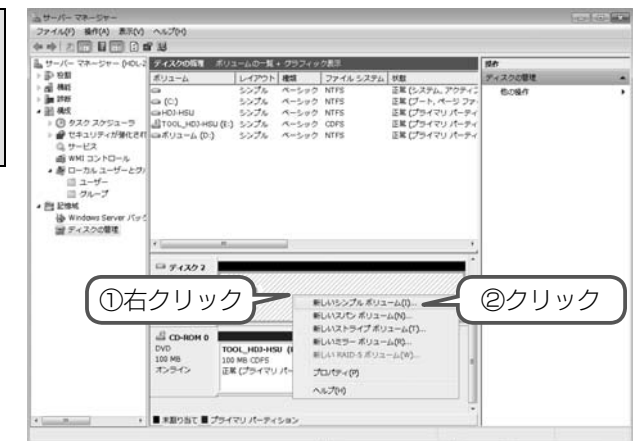 サーバー マネージャー
ファイル(F) 操作(A) 表示(V) ヘルプ(H)
サーバー マネージャー (HDL-Z
役割
機能
診断
構成
タスク スケジューラ
セキュリティが強化され
サービス
WMI コントロール
ローカル ユーザーとグル
ユーザー
グループ
記憶域
Windows Server バック
ディスクの管理
ディスクの管理 ボリュームの一覧 + グラフィック表示
ボリューム レイアウト 種類 ファイル システム 状態
シンプル ベーシック NTFS 正常 (システム, アクティブ
(C:) シンプル ベーシック NTFS 正常 (ブート, ページ ファ
HDJ-HSU シンプル ベーシック NTFS 正常 (プライマリ パーティ
TOOL_HDJ-HSU (E:) シンプル ベーシック CDFS 正常 (プライマリ パーティ
ボリューム (D:) シンプル ベーシック NTFS 正常 (プライマリ パーティ
ディスク 2
①右クリック
新しいシンプル ボリューム(I)...
新しいスパン ボリューム(N)...
新しいストライプ ボリューム(T)...
新しいミラー ボリューム(R)...
新しい RAID-5 ボリューム(W)...
プロパティ(P)
ヘルプ(H)
②クリック
CD-ROM 0
DVD
100 MB
オンライン
TOOL_HDJ-HSU (
100 MB CDFS
正常 (プライマリ パー
未割り当て プライマリ パーティション
操作
ディスクの管理
他の操作